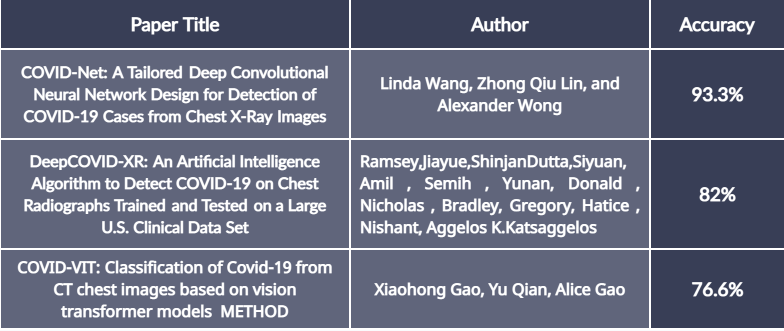 Paper Title
Author
Accuracy
COVID-Net: A Tailored Deep Convolutional
Neural Network Design for Detection of
COVID-19 Cases from Chest X-Ray Images
Linda Wang, Zhong Qiu Lin, and
Alexander Wong
93.3%
DeepCOVID-XR: An Artificial Intelligence
Algorithm to Detect COVID-19 on Chest
Radiographs Trained and Tested on a Large
U.S. Clinical Data Set
Ramsey,Jiayue,ShinjanDutta,Siyuan,
Amil , Semih , Yunan, Donald ,
Nicholas , Bradley, Gregory, Hatice ,
Nishant, Aggelos K.Katsaggelos
82%
COVID-VIT: Classification of Covid-19 from
CT chest images based on vision
transformer models METHOD
Xiaohong Gao, Yu Qian, Alice Gao
76.6%